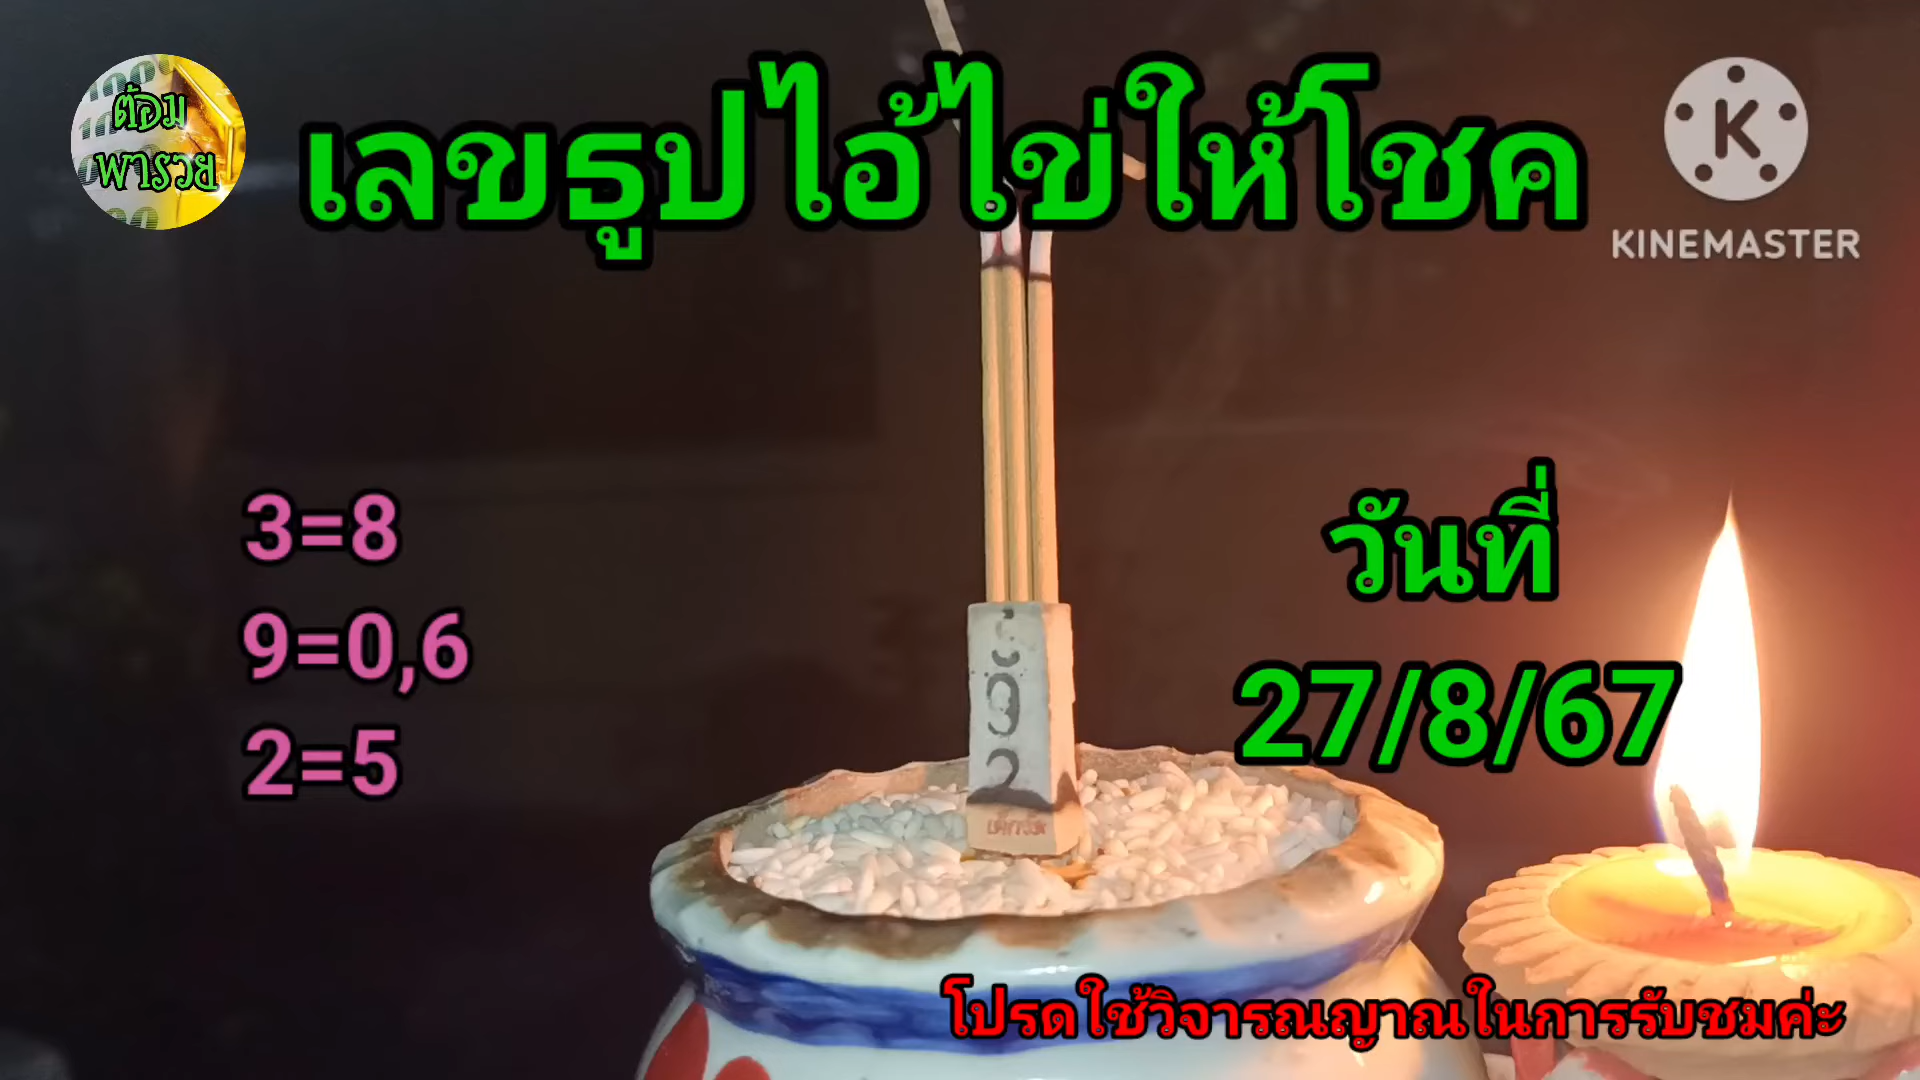 ต้อม
พารวย
เลขธูปไอ้ไข่ให้โชค
K
KINEMASTER
3=8
9=0,6
2=5
วันที่
27/8/67
9
2
โปรดใช้วิจารณญาณในการรับชมค่ะ